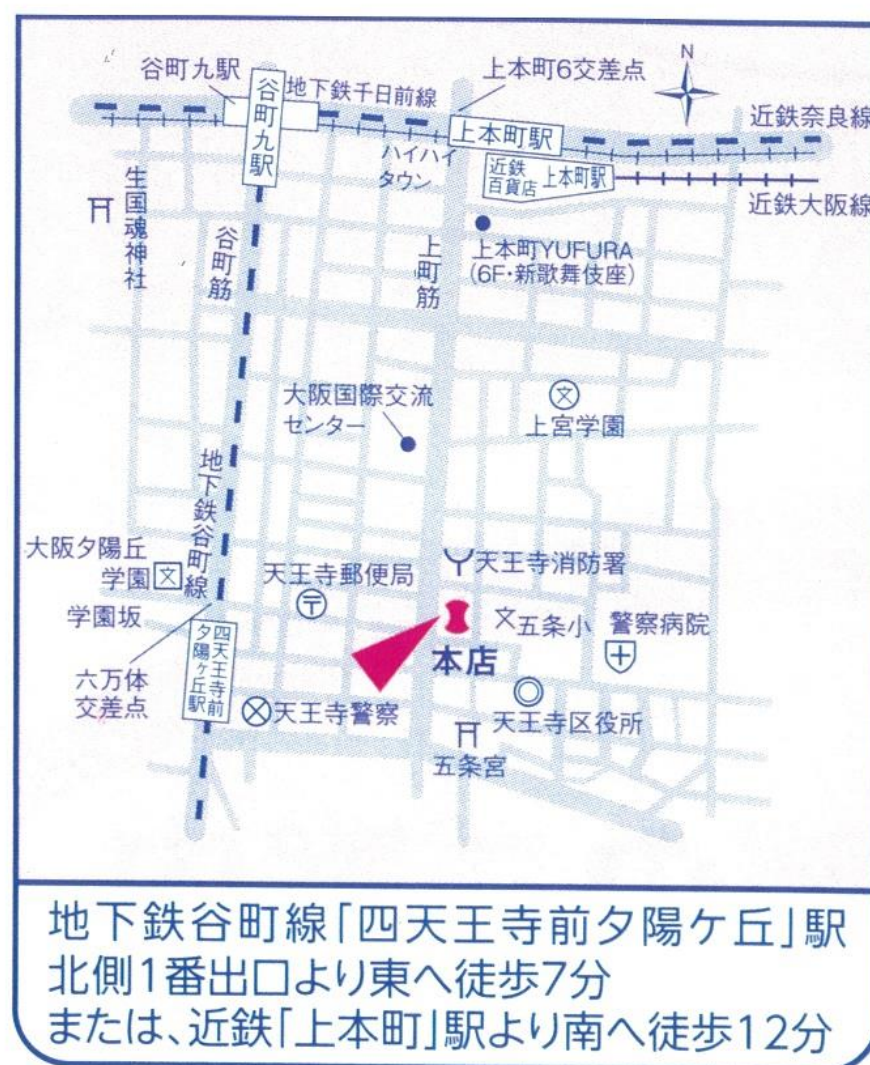 谷町九駅
谷町九駅
地下鉄千日前線
上本町6交差点
N
上本町駅
近鉄奈良線
ハイハイ
タウン
近鉄
百貨店
上本町駅
近鉄大阪線
生国魂神社
谷町筋
上町筋
上本町YUFURA
(6F・新歌舞伎座)
大阪国際交流
センター
文
上宮学園
地下鉄谷町線
大阪夕陽丘
学園
文
天王寺郵便局
〒
天王寺消防署
学園坂
文
五条小
警察病院
本店
四天王寺前
夕陽ヶ丘駅
六万体
交差点
天王寺警察
天王寺区役所
五条宮
地下鉄谷町線「四天王寺前夕陽ケ丘」駅
北側1番出口より東へ徒歩7分
または、近鉄「上本町」駅より南へ徒歩12分